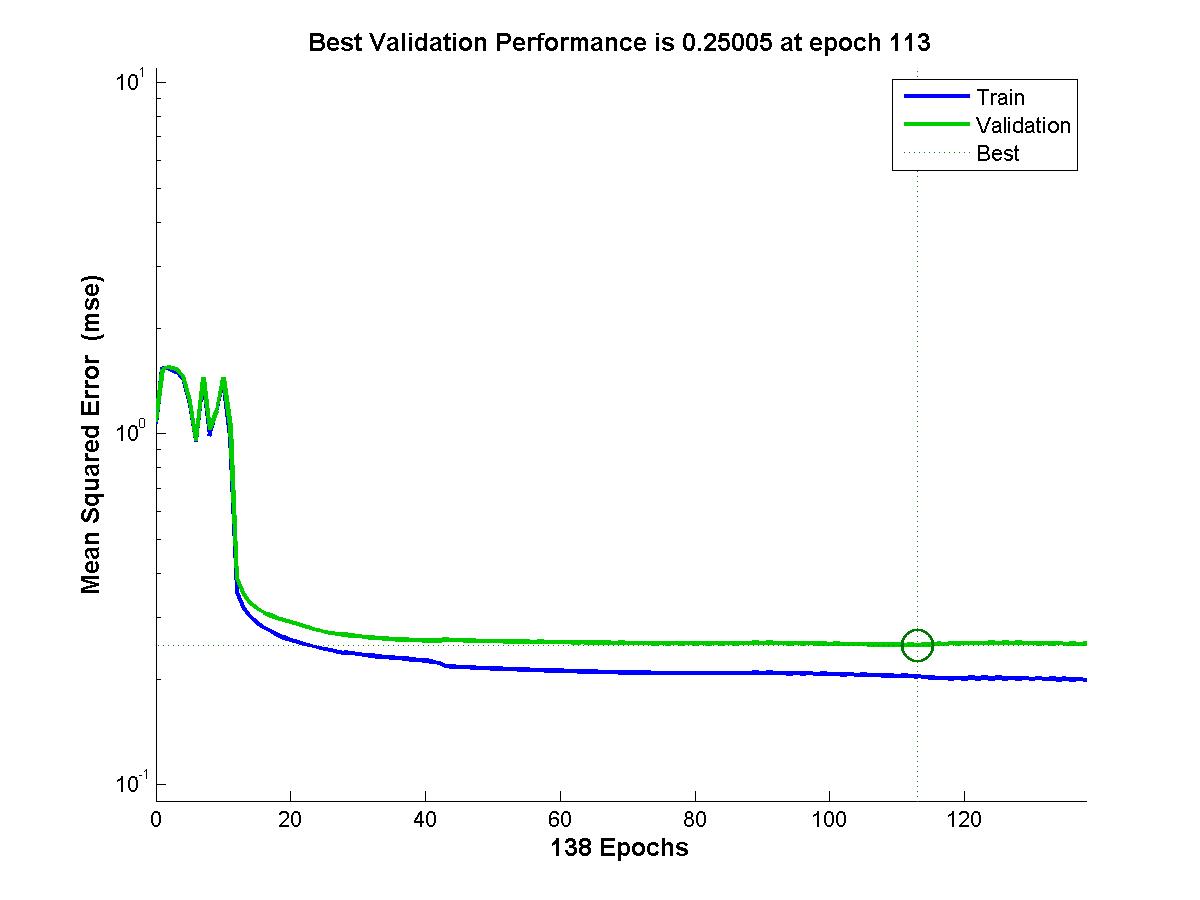 Best Validation Performance is 0.25005 at epoch 113
Train
Validation
Best
Mean Squared Error (mse)
10^1
10^0
10^-1
0 20 40 60 80 100 120
138 Epochs